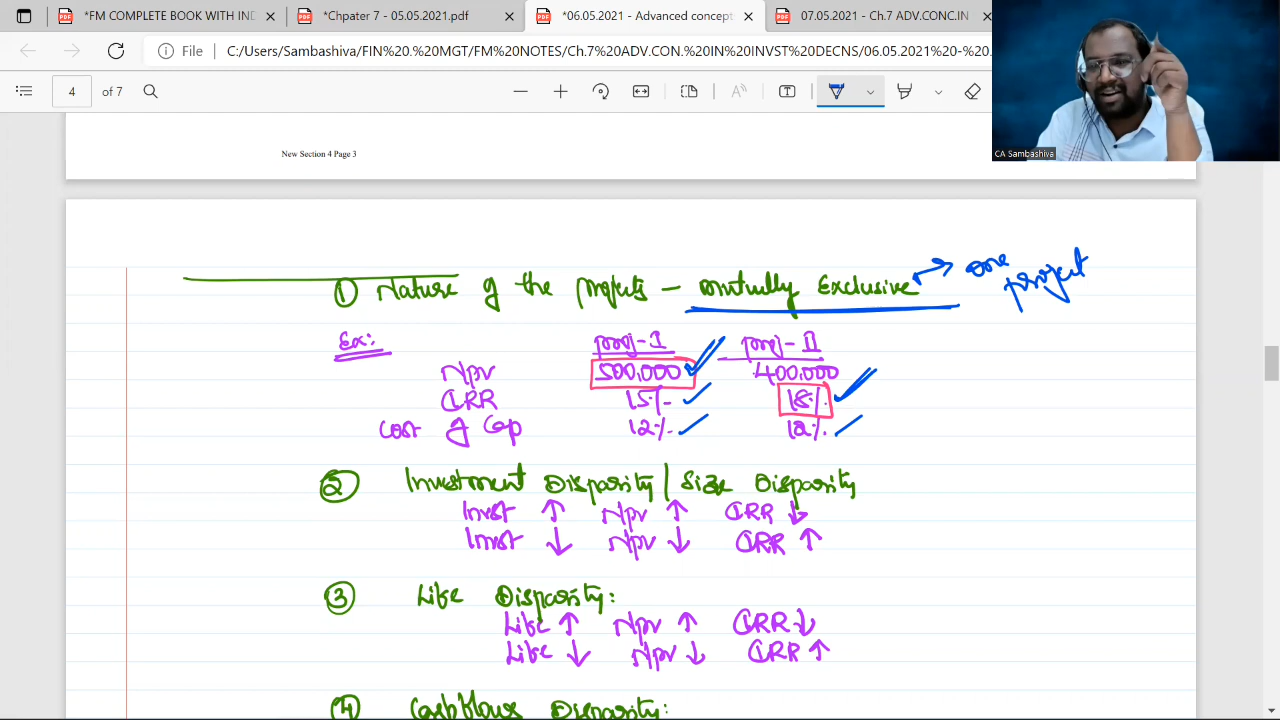 *FM COMPLETE BOOK WITH IND
*Chpater 3 - 05.05.2021.pdf
*06.05.2021 - Advanced concept
07.05.2021 - Ch.7 ADV.CONC.IN
File
C:/Users/Sambashiva/FIN%20.%20MGT/FM%20NOTES/Ch.7%20ADV.CON.%20IN%20INVST%20DECNS/06.05.2021%20-%20.
4 of 7
CA Sambashiva
New Section 4 Page 3
① Nature of the projects - Mutually Exclusive
one project
Ex:
proj-I proj-II
NPV 500,000 400,000
IRR 15% 18%
Cost of Cap 12% 12%
② Investment Disparity | Size Disparity
Invst ↑ NPV ↑ IRR ↓
Invst ↓ NPV ↓ IRR ↑
③ Life Disparity:
Life ↑ NPV ↑ IRR ↓
Life ↓ NPV ↓ IRR ↑
④ Cashflows Disparity: